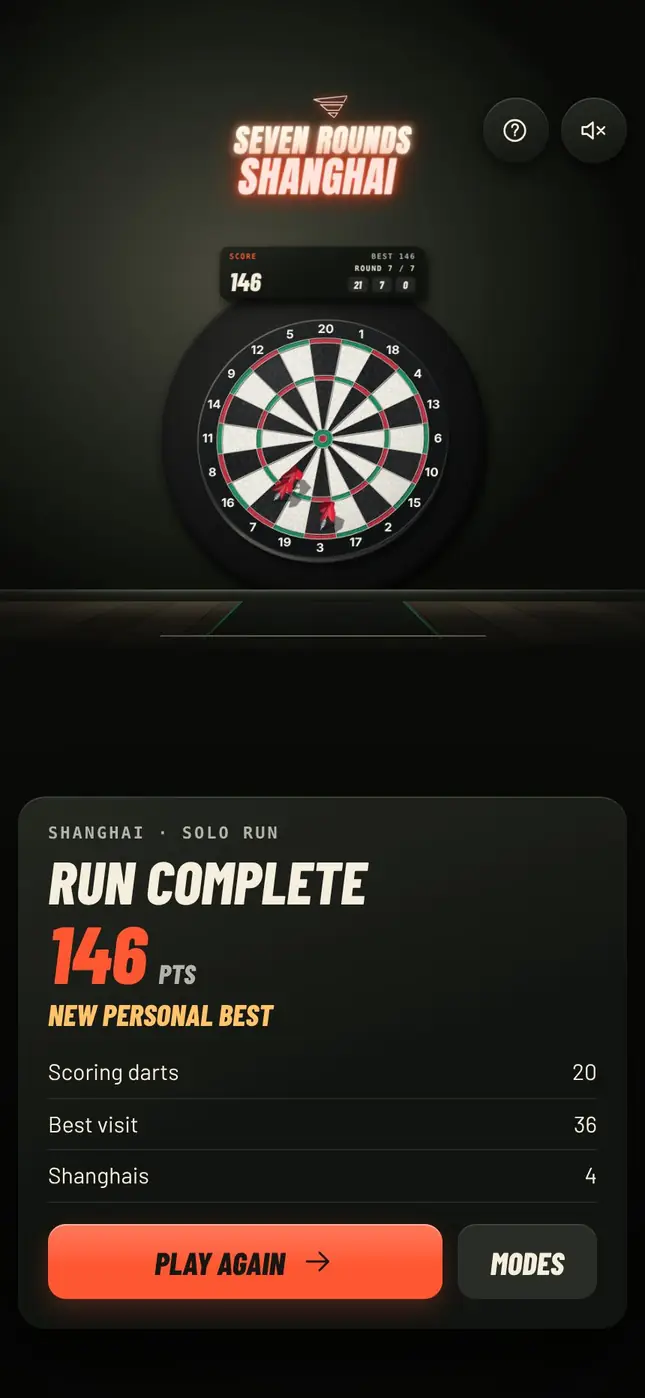 SEVEN ROUNDS
SHANGHAI
SCORE
146
BEST 146
ROUND 7 / 7
21 7 0
20
1
18
4
13
6
10
15
2
17
3
19
7
16
8
11
14
9
12
5
SHANGHAI · SOLO RUN
RUN COMPLETE
146 PTS
NEW PERSONAL BEST
Scoring darts 20
Best visit 36
Shanghais 4
PLAY AGAIN →
MODES